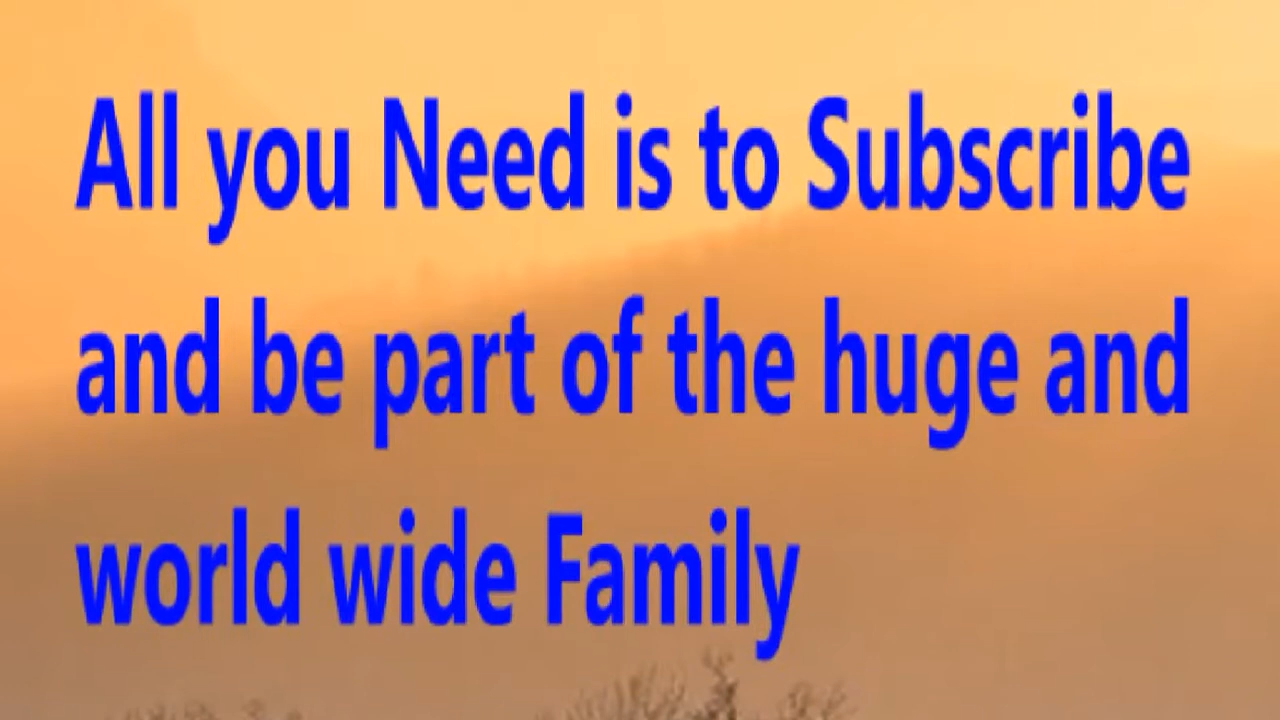 All you Need is to Subscribe
and be part of the huge and
world wide Family